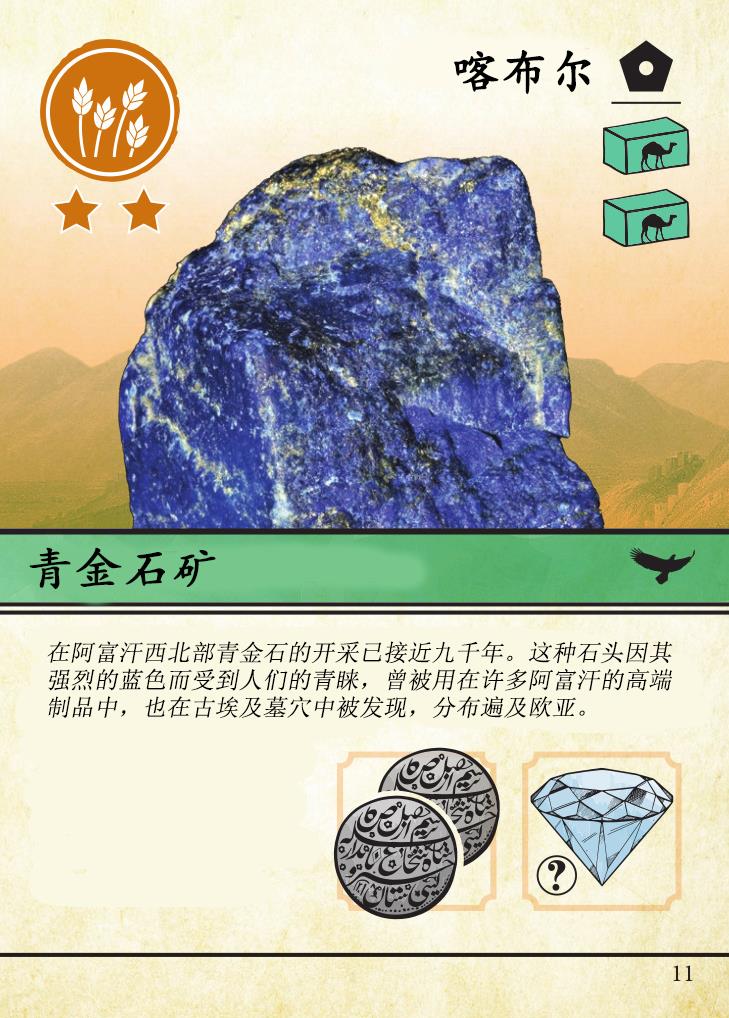 喀布尔
青金石矿
在阿富汗西北部青金石的开采已接近九千年。这种石头因其
强烈的蓝色而受到人们的青睐，曾被用在许多阿富汗的高端
制品中，也在古埃及墓穴中被发现，分布遍及欧亚。
?
11